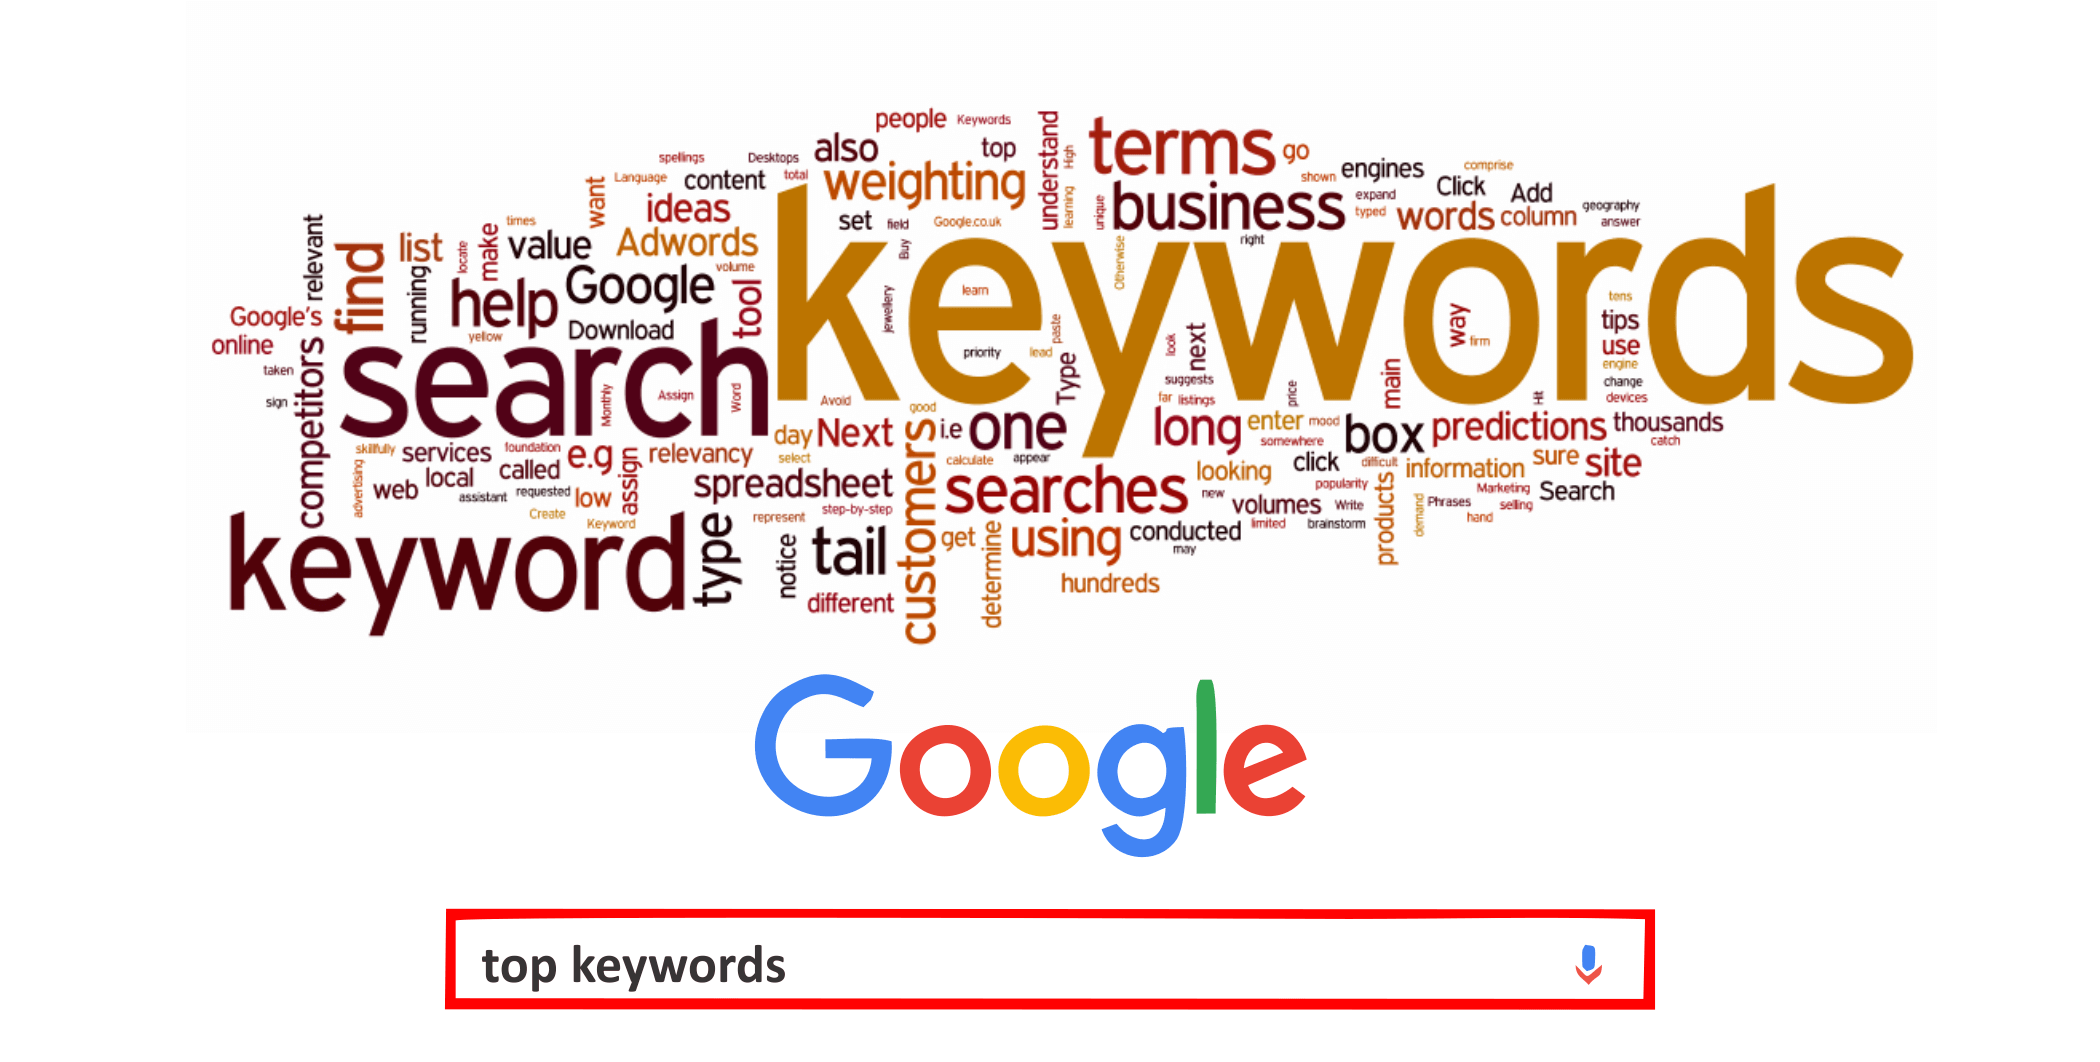 people Keywords
also top understand High terms go
spellings Desktops shown engines comprise
Language content total weighting learning unique business expand Click Add
want ideas set field Google.co.uk typed words column geography
times answer
relevant find list locate make value Adwords Buy Otherwise right
volume keywords
running help Google tool jewellery learn tens
Google's yellow Download paste way tips
online priority lead look next firm use
taken competitors search Type suggests main engine
sign Monthly Assign Word price change
Avoid good far listings Hit devices
day Next customers i.e one long enter mood box predictions thousands
skillfully services foundation e.g assign relevancy select somewhere catch
advertising local called calculate appear looking click difficult information sure site
web assistant requested low spreadsheet searches new popularity products Marketing Search
Create Keyword step-by-step volumes Write demand Phrases selling
keyword type represent get determine using conducted limited brainstorm hand
notice tail may
different hundreds
Google
top keywords